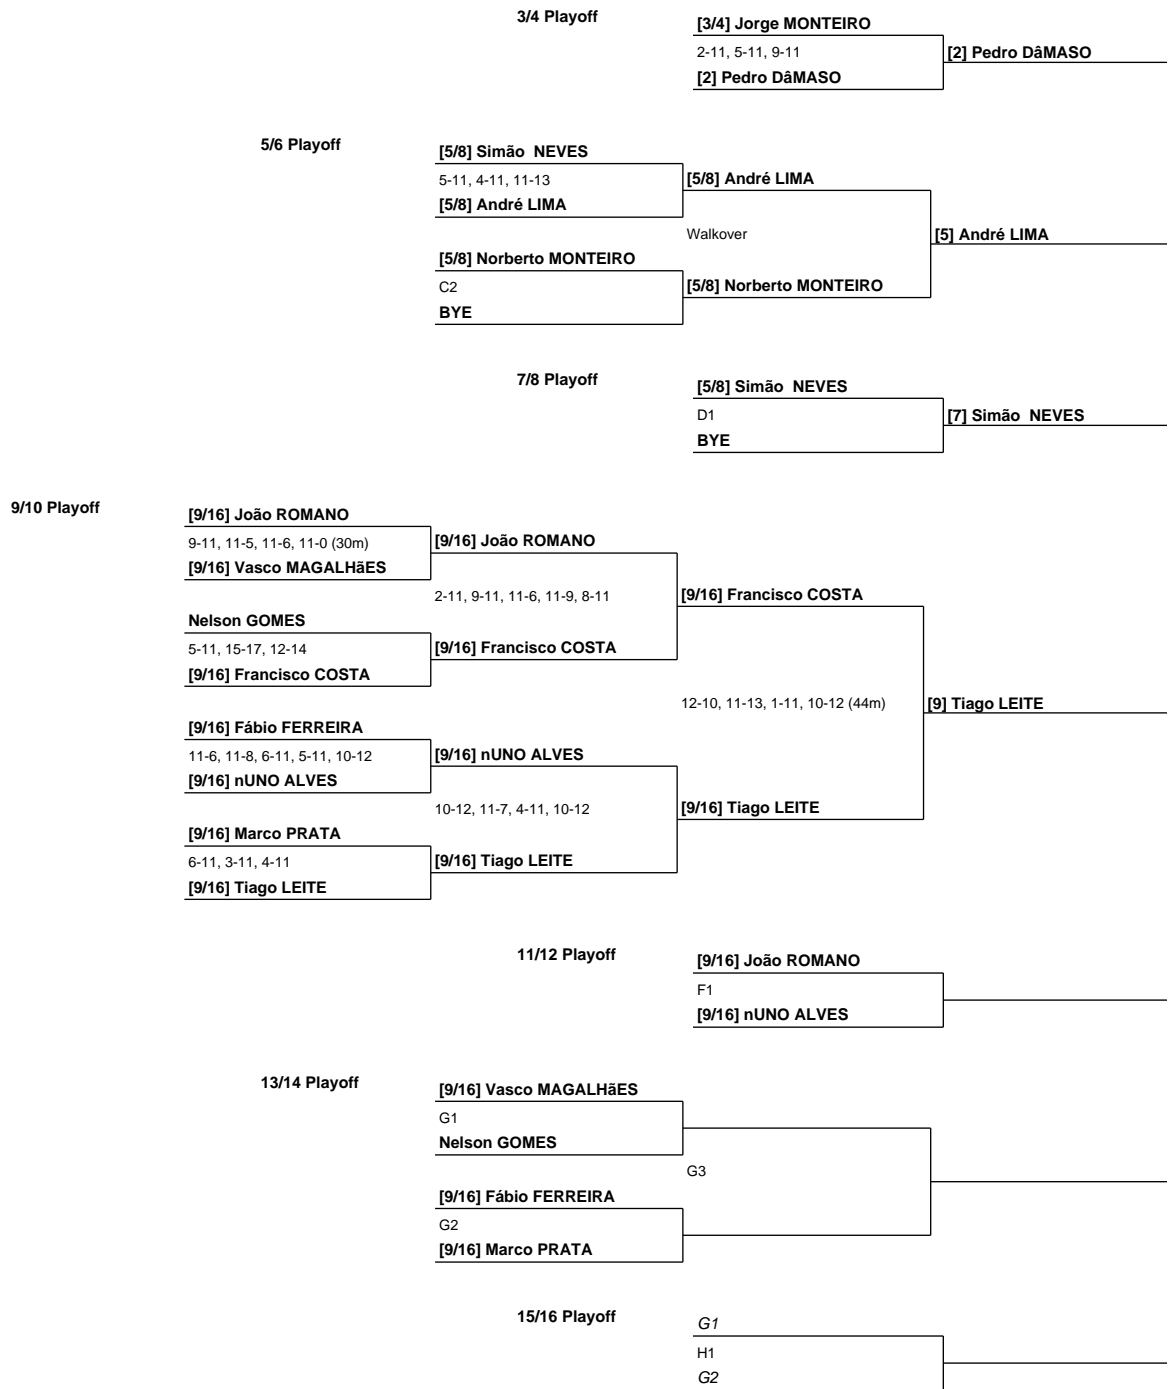 3/4 Playoff
[3/4] Jorge MONTEIRO
2-11, 5-11, 9-11
[2] Pedro DâMASO
[2] Pedro DâMASO
5/6 Playoff
[5/8] Simão  NEVES
5-11, 4-11, 11-13
[5/8] André LIMA
[5/8] André LIMA
Walkover
[5] André LIMA
[5/8] Norberto MONTEIRO
C2
[5/8] Norberto MONTEIRO
BYE
7/8 Playoff
[5/8] Simão  NEVES
D1
[7] Simão  NEVES
BYE
9/10 Playoff
[9/16] João ROMANO
9-11, 11-5, 11-6, 11-0 (30m)
[9/16] João ROMANO
[9/16] Vasco MAGALHãES
2-11, 9-11, 11-6, 11-9, 8-11
[9/16] Francisco COSTA
Nelson GOMES
5-11, 15-17, 12-14
[9/16] Francisco COSTA
[9/16] Francisco COSTA
12-10, 11-13, 1-11, 10-12 (44m)
[9] Tiago LEITE
[9/16] Fábio FERREIRA
11-6, 11-8, 6-11, 5-11, 10-12
[9/16] nUNO ALVES
[9/16] nUNO ALVES
10-12, 11-7, 4-11, 10-12
[9/16] Tiago LEITE
[9/16] Marco PRATA
6-11, 3-11, 4-11
[9/16] Tiago LEITE
[9/16] Tiago LEITE
11/12 Playoff
[9/16] João ROMANO
F1
[9/16] nUNO ALVES
13/14 Playoff
[9/16] Vasco MAGALHãES
G1
Nelson GOMES
G3
[9/16] Fábio FERREIRA
G2
[9/16] Marco PRATA
15/16 Playoff
G1
H1
G2